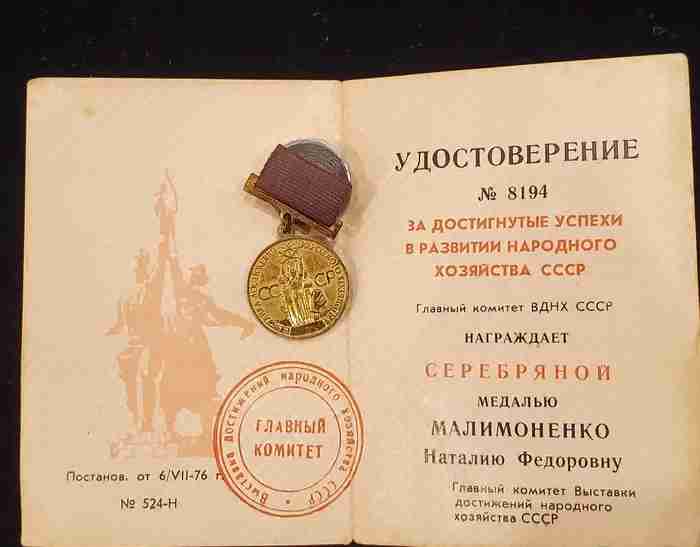 СССР
Постанов. от 6/VII-76 г.
№ 524-Н
Выставка достижений народного хозяйства СССР
ГЛАВНЫЙ
КОМИТЕТ
УДОСТОВЕРЕНИЕ
№ 8194
ЗА ДОСТИГНУТЫЕ УСПЕХИ
В РАЗВИТИИ НАРОДНОГО
ХОЗЯЙСТВА СССР
Главный комитет ВДНХ СССР
НАГРАЖДАЕТ
СЕРЕБРЯНОЙ
МЕДАЛЬЮ
МАЛИМОНЕНКО
Наталию Федоровну
Главный комитет Выставки
достижений народного
хозяйства СССР